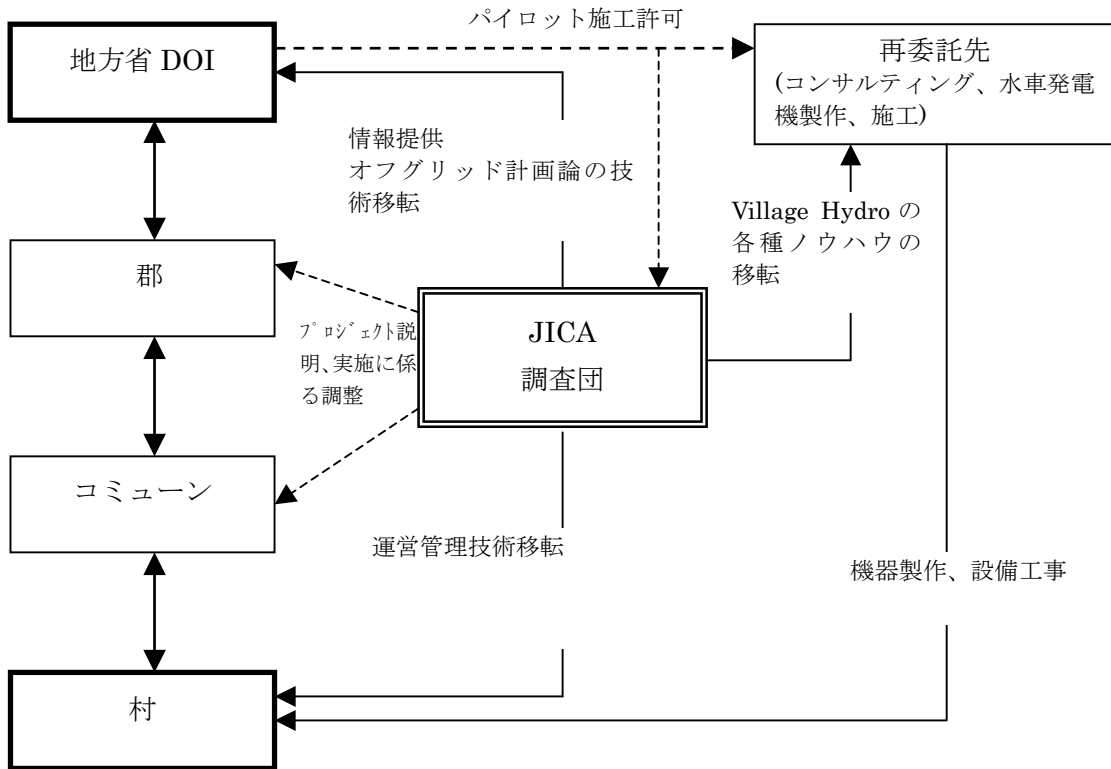 パイロット施工許可
地方省 DOI
再委託先
(コンサルティング、水車発電
機製作、施工)
情報提供
オフグリッド計画論の技
術移転
Village Hydro の
各種ノウハウの
移転
郡
JICA
調査団
ﾌﾟﾛｼﾞｪｸﾄ説
明、実施に係
る調整
コミューン
運営管理技術移転
機器製作、設備工事
村